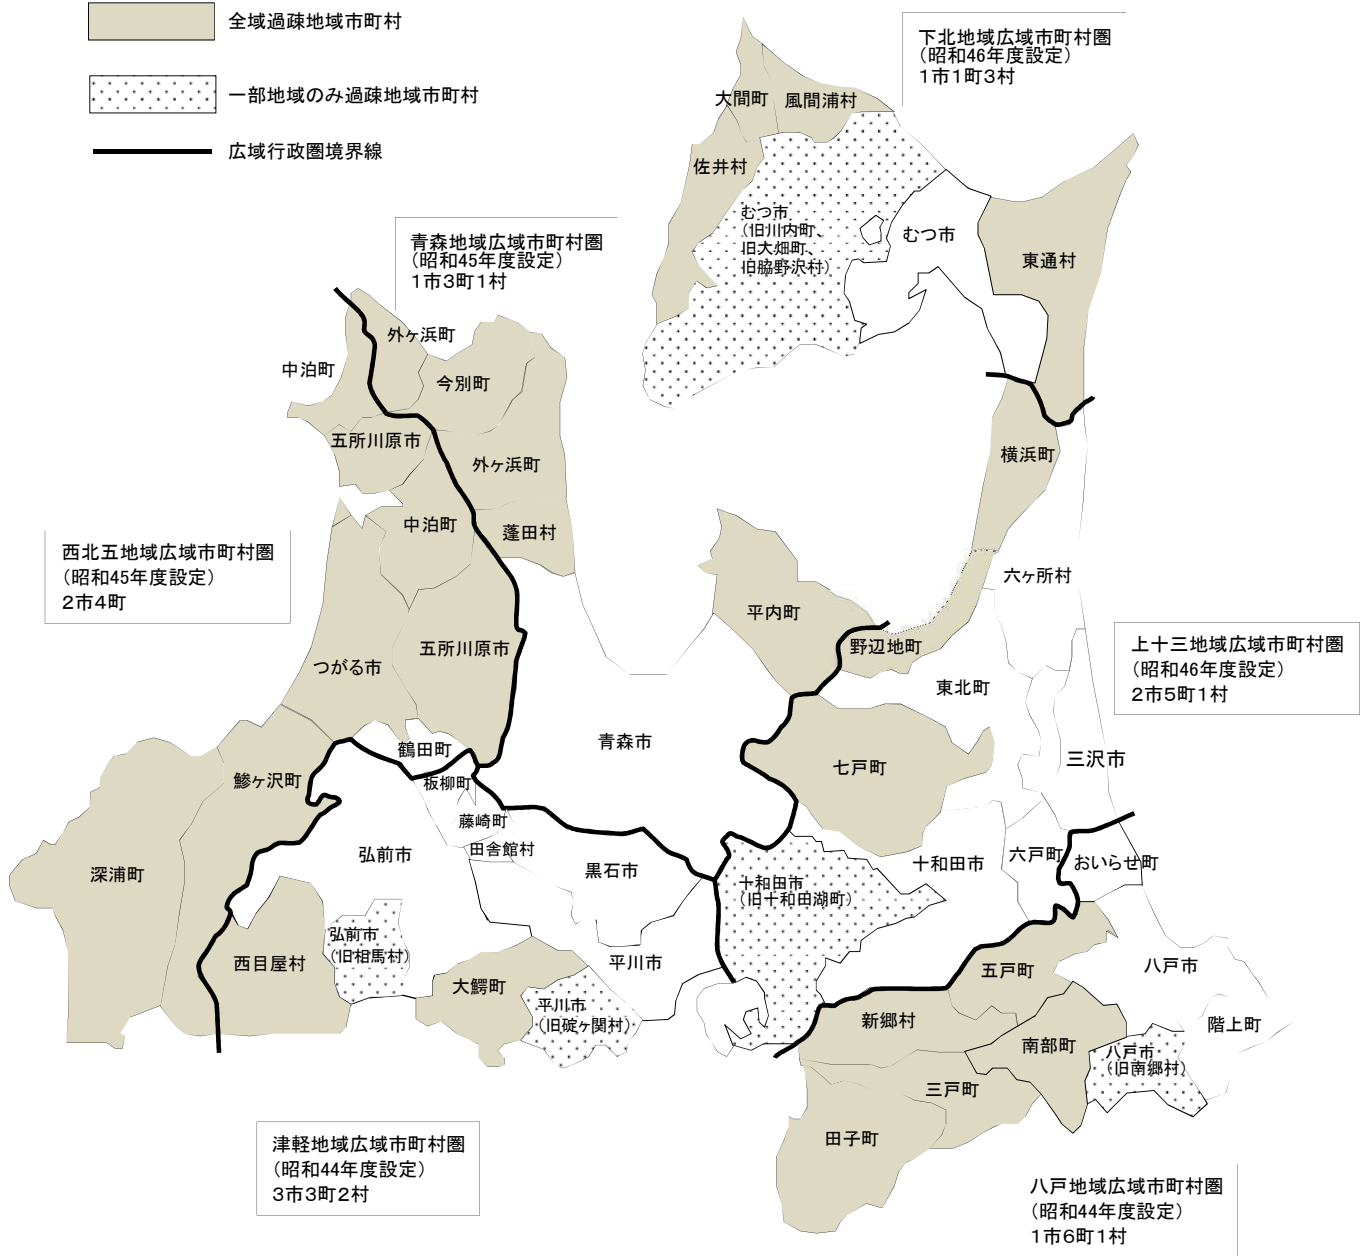 全域過疎地域市町村
一部地域のみ過疎地域市町村
広域行政圏境界線
下北地域広域市町村圏
（昭和46年度設定）
1市1町3村
大間町
風間浦村
佐井村
むつ市
（旧川内町、
旧大畑町、
旧脇野沢村）
むつ市
東通村
青森地域広域市町村圏
（昭和45年度設定）
1市3町1村
外ヶ浜町
中泊町
今別町
五所川原市
外ヶ浜町
横浜町
中泊町
蓬田村
西北五地域広域市町村圏
（昭和45年度設定）
2市4町
六ヶ所村
平内町
野辺地町
五所川原市
つがる市
上十三地域広域市町村圏
（昭和46年度設定）
2市5町1村
東北町
青森市
鶴田町
三沢市
七戸町
鰺ヶ沢町
板柳町
藤崎町
田舎館村
弘前市
黒石市
十和田市
六戸町
おいらせ町
深浦町
十和田市
（旧十和田湖町）
弘前市
（旧相馬村）
西目屋村
平川市
大鰐町
五戸町
八戸市
平川市
（旧碇ヶ関村）
新郷村
階上町
南部町
八戸市
（旧南郷村）
三戸町
田子町
津軽地域広域市町村圏
（昭和44年度設定）
3市3町2村
八戸地域広域市町村圏
（昭和44年度設定）
1市6町1村